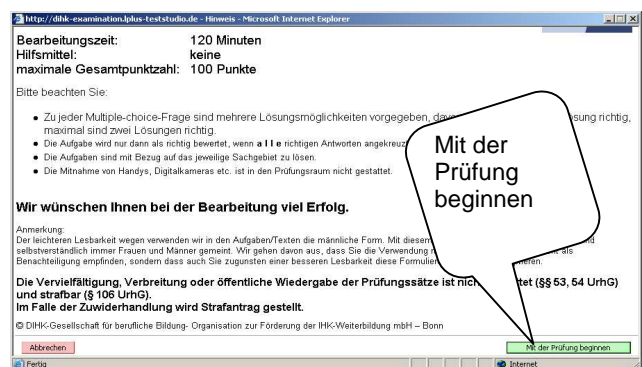 http://dihk-examination.lplus-teststudio.de - Hinweis - Microsoft Internet Explorer
Bearbeitungszeit: 120 Minuten
Hilfsmittel: keine
maximale Gesamtpunktzahl: 100 Punkte
Bitte beachten Sie:
Zu jeder Multiple-choice-Frage sind mehrere Lösungsmöglichkeiten vorgegeben, richtig,
maximal sind zwei Lösungen richtig.
Die Aufgabe wird nur dann als richtig bewertet, wenn a l l e richtigen Antworten
Die Aufgaben sind mit Bezug auf das jeweilige Sachgebiet zu lösen.
Die Mitnahme von Handys, Digitalkameras etc. ist in den Prüfungsraum nicht gestattet.
Mit der
Prüfung
beginnen
Wir wünschen Ihnen bei der Bearbeitung viel Erfolg.
Anmerkung:
Der leichteren Lesbarkeit wegen verwenden wir in den Aufgaben/Texten die männliche Form. Mit diesem
selbstverständlich immer Frauen und Männer gemeint. Wir gehen davon aus, dass Sie die Verwendung als
Benachteiligung empfinden, sondern dass auch Sie zugunsten einer besseren Lesbarkeit diese
Die Vervielfältigung, Verbreitung oder öffentliche Wiedergabe der Prüfungssätze ist (§§ 53, 54 UrhG)
und strafbar (§ 106 UrhG).
Im Falle der Zuwiderhandlung wird Strafantrag gestellt.
© DIHK-Gesellschaft für berufliche Bildung- Organisation zur Förderung der IHK-Weiterbildung mbH – Bonn
Abbrechen Mit der Prüfung beginnen
Fertig Internet